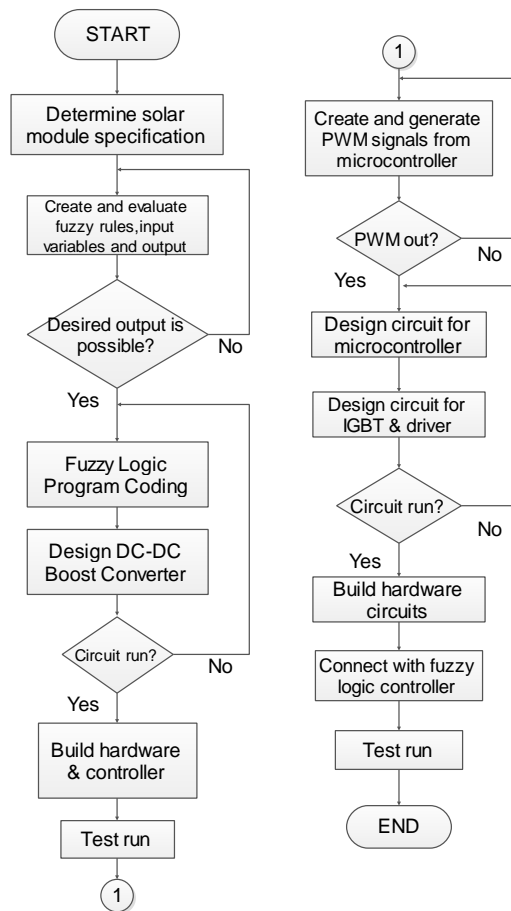 START
Determine solar
module specification
Create and evaluate
fuzzy rules,input
variables and output
Desired output is
possible?
No
Yes
Fuzzy Logic
Program Coding
Design DC-DC
Boost Converter
Circuit run?
No
Yes
Build hardware
& controller
Test run
1
1
Create and generate
PWM signals from
microcontroller
PWM out?
No
Yes
Design circuit for
microcontroller
Design circuit for
IGBT & driver
Circuit run?
No
Yes
Build hardware
circuits
Connect with fuzzy
logic controller
Test run
END